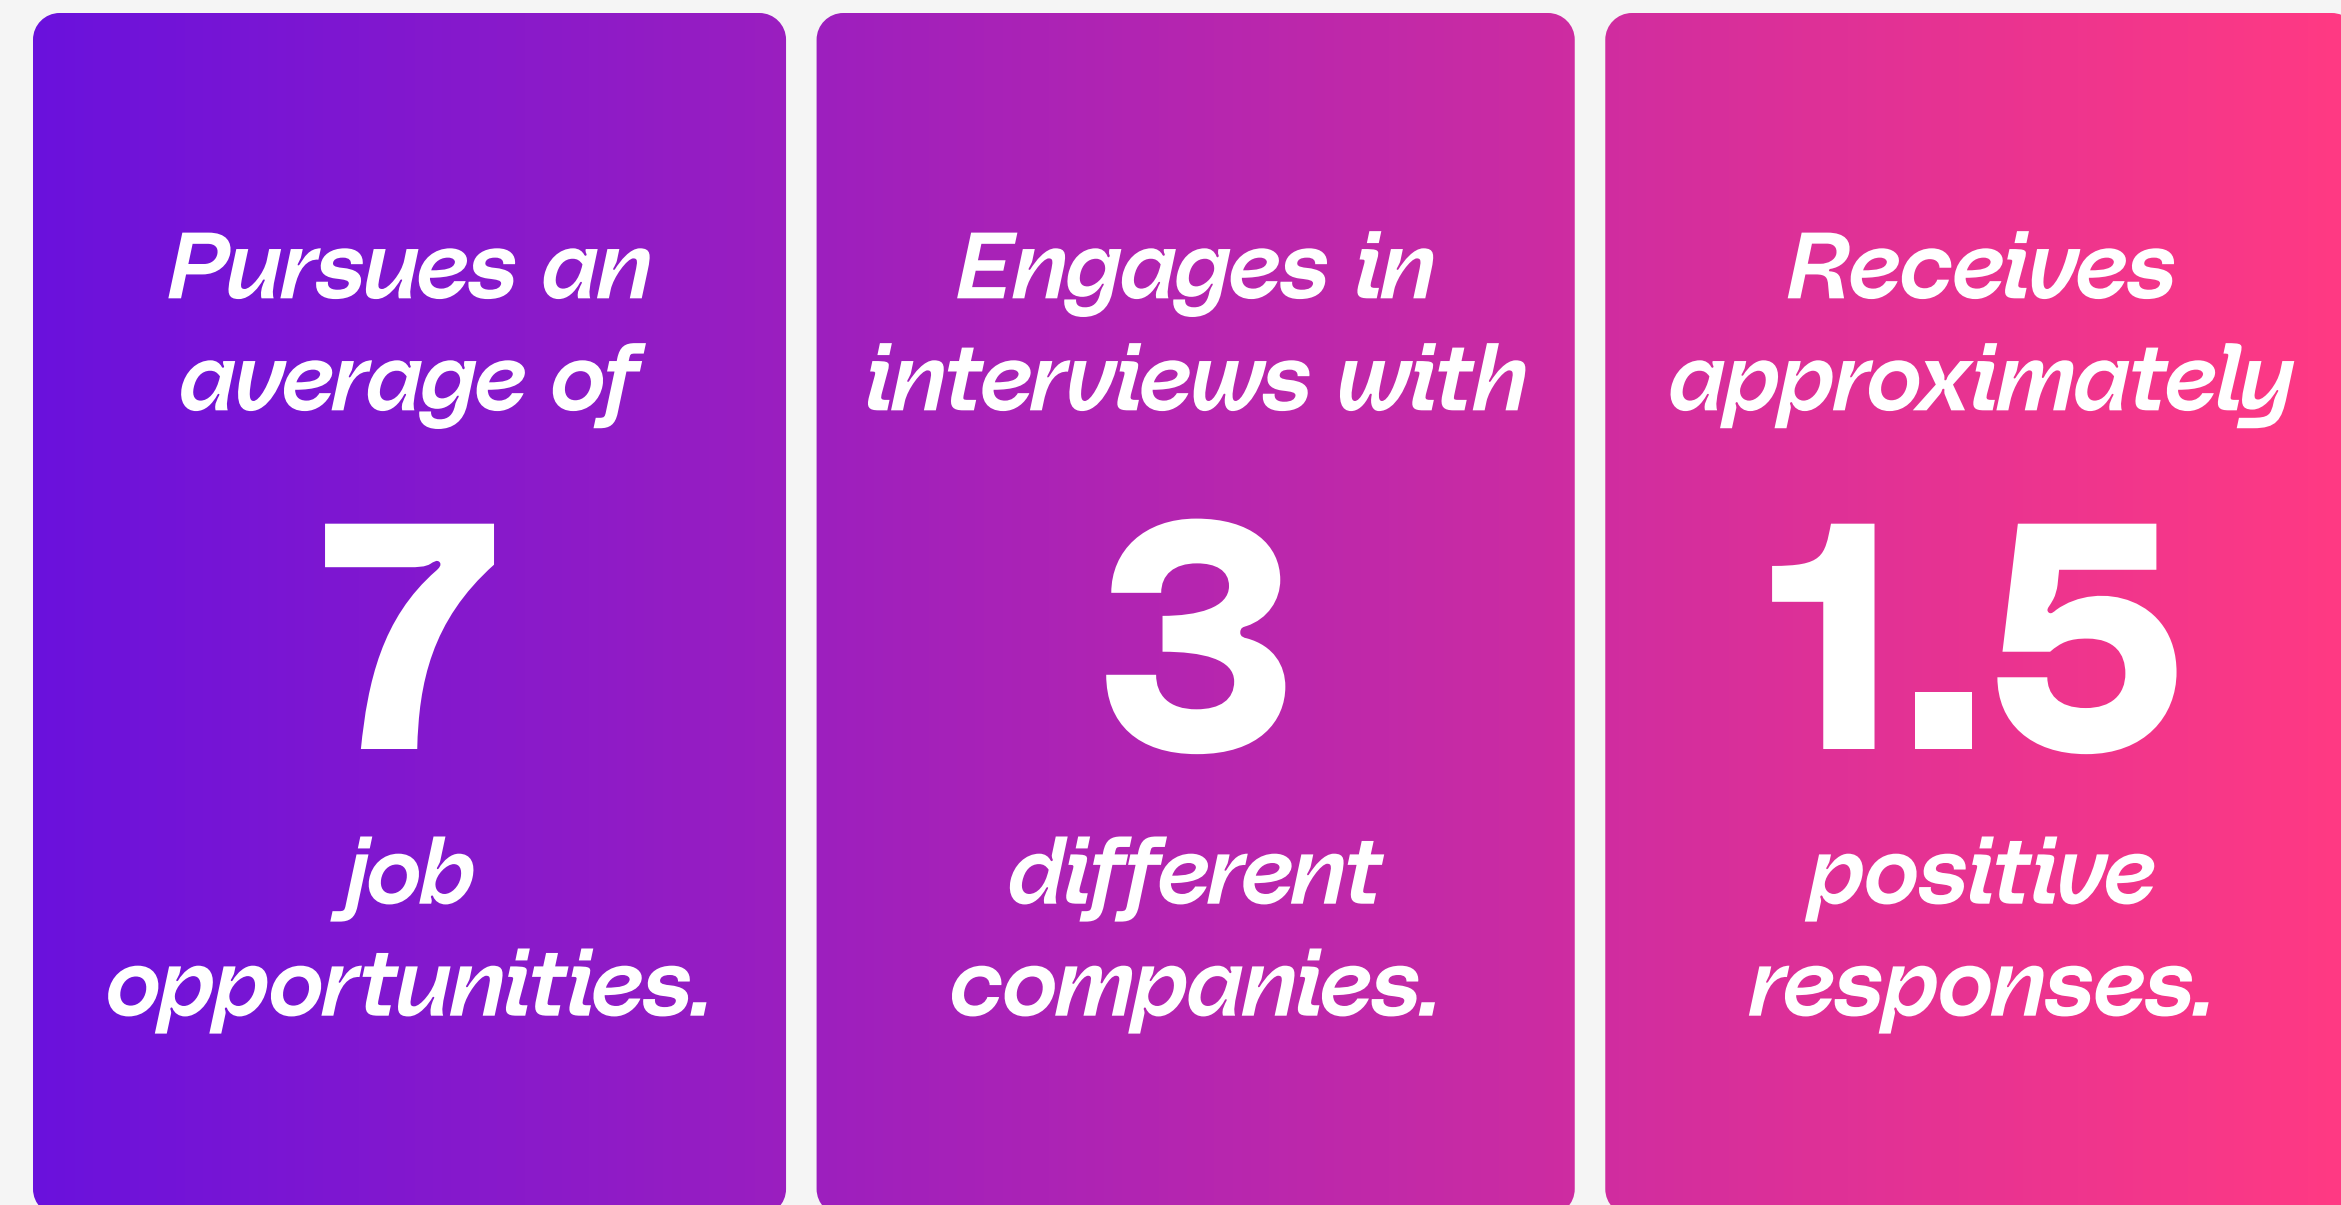 Pursues an
average of
7
job
opportunities.
Engages in
interviews with
3
different
companies.
Receives
approximately
1.5
positive
responses.